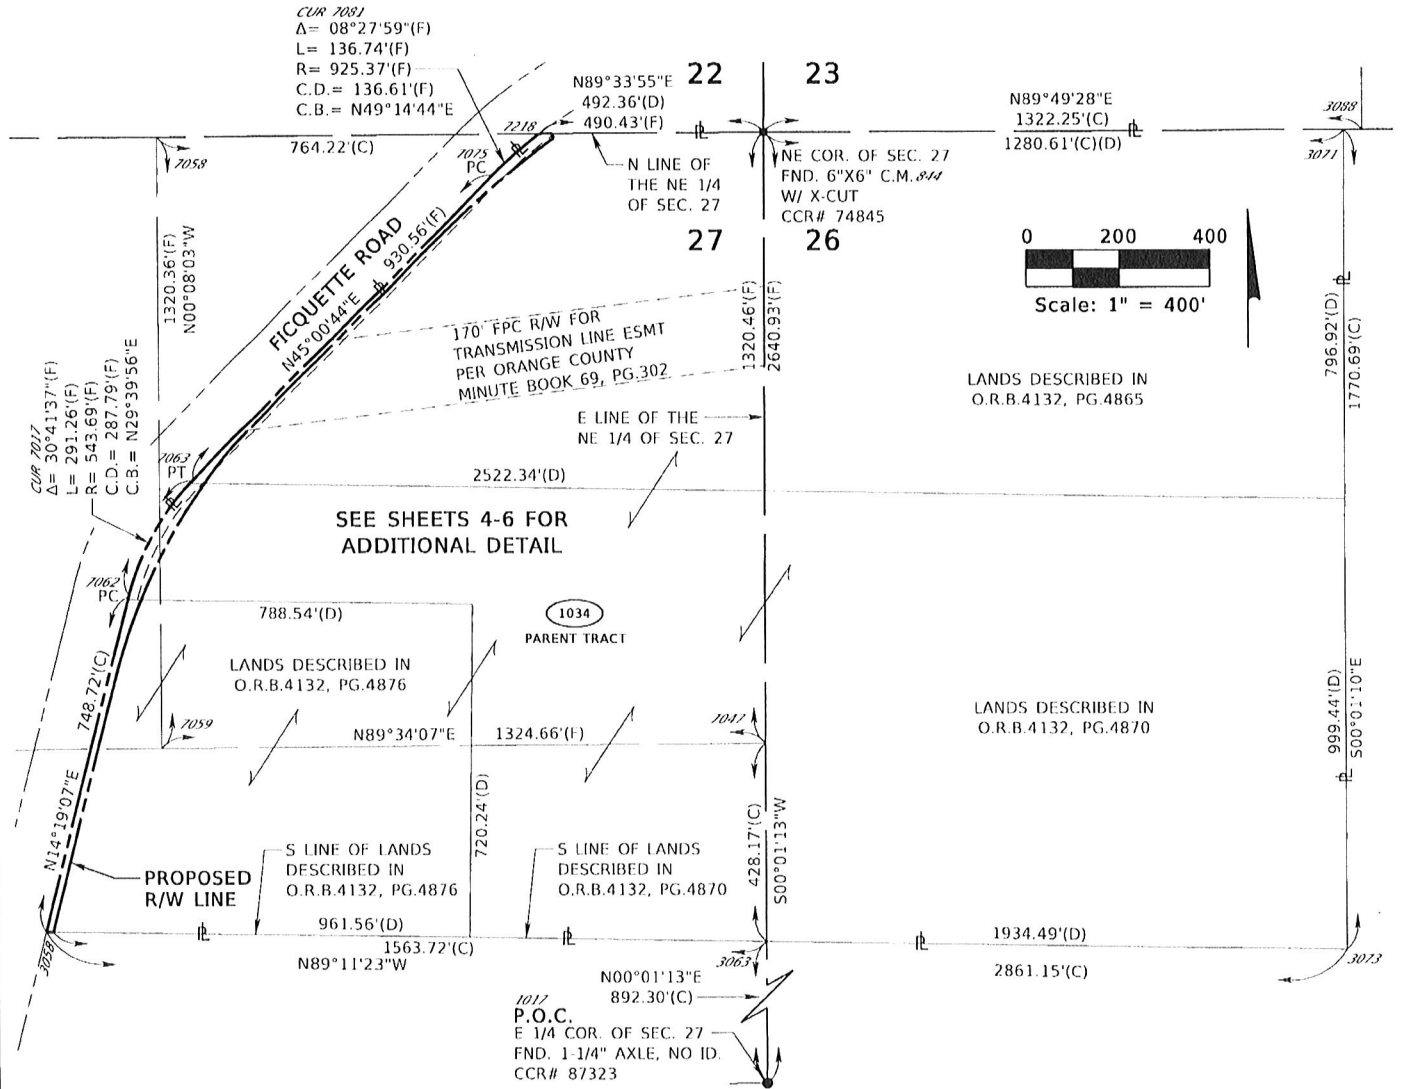 CUR 7081
Δ= 08°27'59"(F)
L= 136.74'(F)
R= 925.37'(F)
C.D.= 136.61'(F)
C.B.= N49°14'44"E
N89°33'55"E
492.36'(D)
490.43'(F)
22
23
N89°49'28"E
1322.25'(C)
1280.61'(C)(D)
3088
3071
7218
764.22'(C)
7058
7075
PC
N LINE OF
THE NE 1/4
OF SEC. 27
NE COR. OF SEC. 27
FND. 6"X6" C.M. 844
W/ X-CUT
CCR# 74845
27
26
0 200 400
Scale: 1" = 400'
1320.36'(F)
N00°08'03"W
FICQUETTE ROAD
930.56'(F)
N45°00'44"E
170' FPC R/W FOR
TRANSMISSION LINE ESMT
PER ORANGE COUNTY
MINUTE BOOK 69, PG.302
1320.46'(F)
2640.93'(F)
796.92'(D)
1770.69'(C)
LANDS DESCRIBED IN
O.R.B.4132, PG.4865
E LINE OF THE
NE 1/4 OF SEC. 27
CUR 7017
Δ= 30°41'37"(F)
L= 291.26'(F)
R= 543.69'(F)
C.D.= 287.79'(F)
C.B.= N29°39'56"E
7063
PT
2522.34'(D)
SEE SHEETS 4-6 FOR
ADDITIONAL DETAIL
7062
PC
788.54'(D)
1034
PARENT TRACT
LANDS DESCRIBED IN
O.R.B.4132, PG.4876
LANDS DESCRIBED IN
O.R.B.4132, PG.4870
748.72'(C)
N14°19'07"E
7059
N89°34'07"E 1324.66'(F)
7047
999.44'(D)
S00°01'10"E
720.24'(D)
428.17'(C)
S00°01'13"W
PROPOSED
R/W LINE
S LINE OF LANDS
DESCRIBED IN
O.R.B.4132, PG.4876
S LINE OF LANDS
DESCRIBED IN
O.R.B.4132, PG.4870
961.56'(D)
1563.72'(C)
N89°11'23"W
3058
3063
1934.49'(D)
2861.15'(C)
3073
N00°01'13"E
892.30'(C)
1017
P.O.C.
E 1/4 COR. OF SEC. 27
FND. 1-1/4" AXLE, NO ID.
CCR# 87323